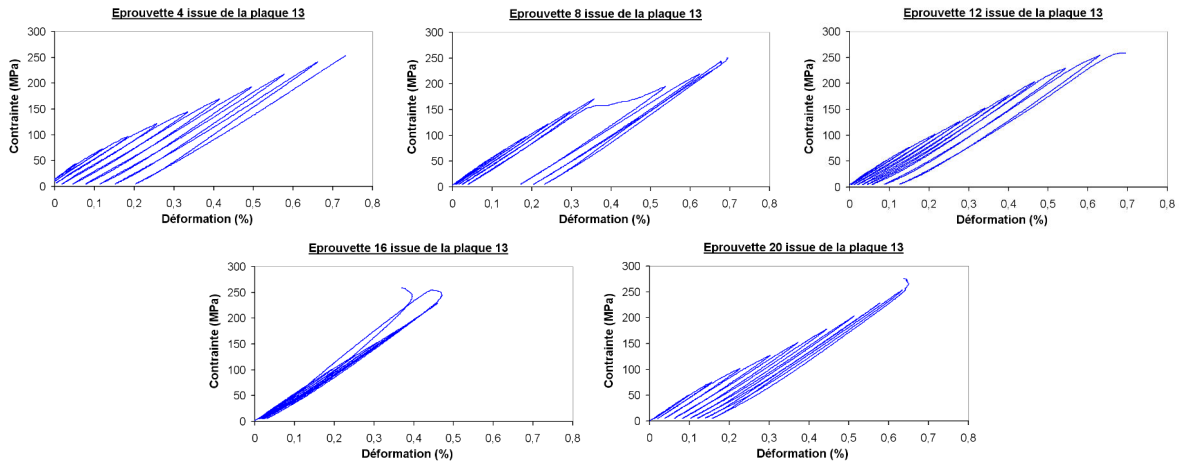 Eprouvette 4 issue de la plaque 13
Contrainte (MPa)
300
250
200
150
100
50
0
0 0,1 0,2 0,3 0,4 0,5 0,6 0,7 0,8
Déformation (%)
Eprouvette 8 issue de la plaque 13
Contrainte (MPa)
300
250
200
150
100
50
0
0 0,1 0,2 0,3 0,4 0,5 0,6 0,7 0,8
Déformation (%)
Eprouvette 12 issue de la plaque 13
Contrainte (MPa)
300
250
200
150
100
50
0
0 0,1 0,2 0,3 0,4 0,5 0,6 0,7 0,8
Déformation (%)
Eprouvette 16 issue de la plaque 13
Contrainte (MPa)
300
250
200
150
100
50
0
0 0,1 0,2 0,3 0,4 0,5 0,6 0,7 0,8
Déformation (%)
Eprouvette 20 issue de la plaque 13
Contrainte (MPa)
300
250
200
150
100
50
0
0 0,1 0,2 0,3 0,4 0,5 0,6 0,7 0,8
Déformation (%)